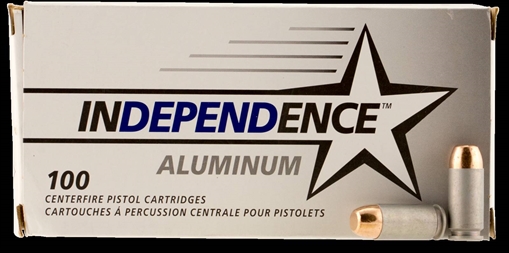 INDEPENDENCE™
ALUMINUM
100
CENTERFIRE PISTOL CARTRIDGES
CARTOUCHES Á PERCUSSION CENTRALE POUR PISTOLETS